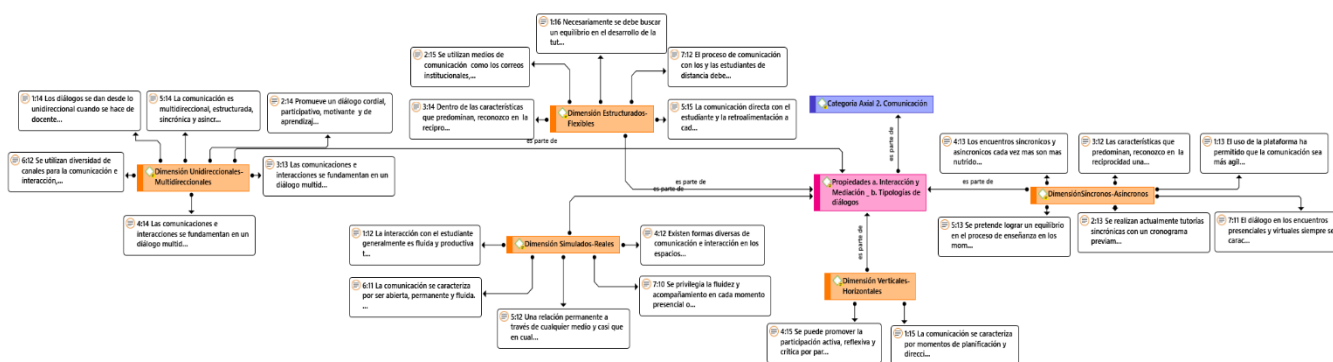 1:16 Necesariamente se debe buscar
un equilibrio en el desarrollo de la
tut...
2:15 Se utilizan medios de
comunicación como los correos
institucionales,...
7:12 El proceso de comunicación
con los y las estudiantes de
distancia debe...
3:14 Dentro de las características
que predominan, reconozco en la
recipro...
Dimensión Estructurados-
Flexibles
5:15 La comunicación directa con el
estudiante y la retroalimentación a
cad...
es parte de
1:14 Los diálogos se dan desde lo
unidireccional cuando se hace de
docente...
5:14 La comunicación es
multidireccional, estructurada,
sincrónica y asincr...
2:14 Promueve un diálogo cordial,
participativo, motivante y de
aprendizaj...
6:12 Se utilizan diversidad de
canales para la comunicación e
interacción,...
Dimensión Unidireccionales-
Multidireccionales
3:13 Las comunicaciones e
interacciones se fundamentan en un
diálogo multid...
4:14 Las comunicaciones e
interacciones se fundamentan en un
diálogo multid...
Categoría Axial 2. Comunicación
es parte de
Propiedades a. Interacción y
Mediación _ b. Tipologías de
diálogos
es parte de
es parte de
4:13 Los encuentros sincronicos y
asincronicos cada vez mas son mas
nutrido...
3:12 Las características que
predominan, reconozco en la
reciprocidad una...
1:13 El uso de la plataforma ha
permitido que la comunicación sea
más agil...
es parte de
DimensiónSíncronos-Asíncronos
5:13 Se pretende lograr un equilibrio
en el proceso de enseñanza en los
mom...
2:13 Se realizan actualmente tutorías
sincrónicas con un cronograma
previam...
7:11 El diálogo en los encuentros
presenciales y virtuales siempre se
carac...
1:12 La interacción con el estudiante
generalmente es fluida y productiva
t...
Dimensión Simulados-Reales
4:12 Existen formas diversas de
comunicación e interacción en los
espacios...
6:11 La comunicación se caracteriza
por ser abierta, permanente y fluida.
...
5:12 Una relación permanente a
través de cualquier medio y casi que
en cual...
7:10 Se privilegia la fluidez y
acompañamiento en cada momento
presencial o...
es parte de
Dimensión Verticales-
Horizontales
4:15 Se puede promover la
participación activa, reflexiva y
crítica por par...
1:15 La comunicación se caracteriza
por momentos de planificación y
direcci...